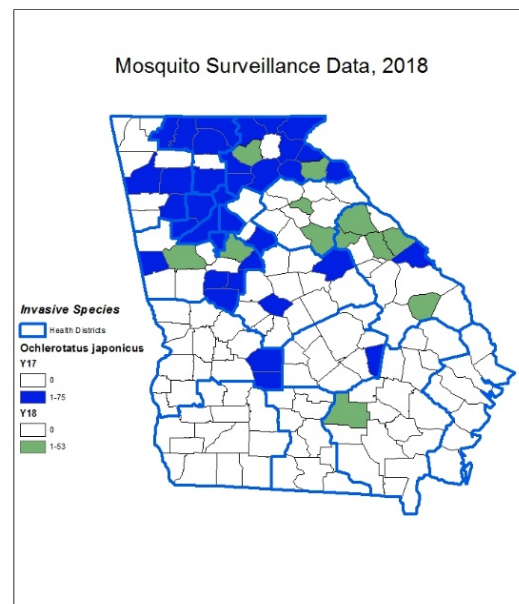 Mosquito Surveillance Data, 2018
Invasive Species
Health Districts
Ochlerotatus japonicus
Y17
0
1-75
Y18
0
1-53